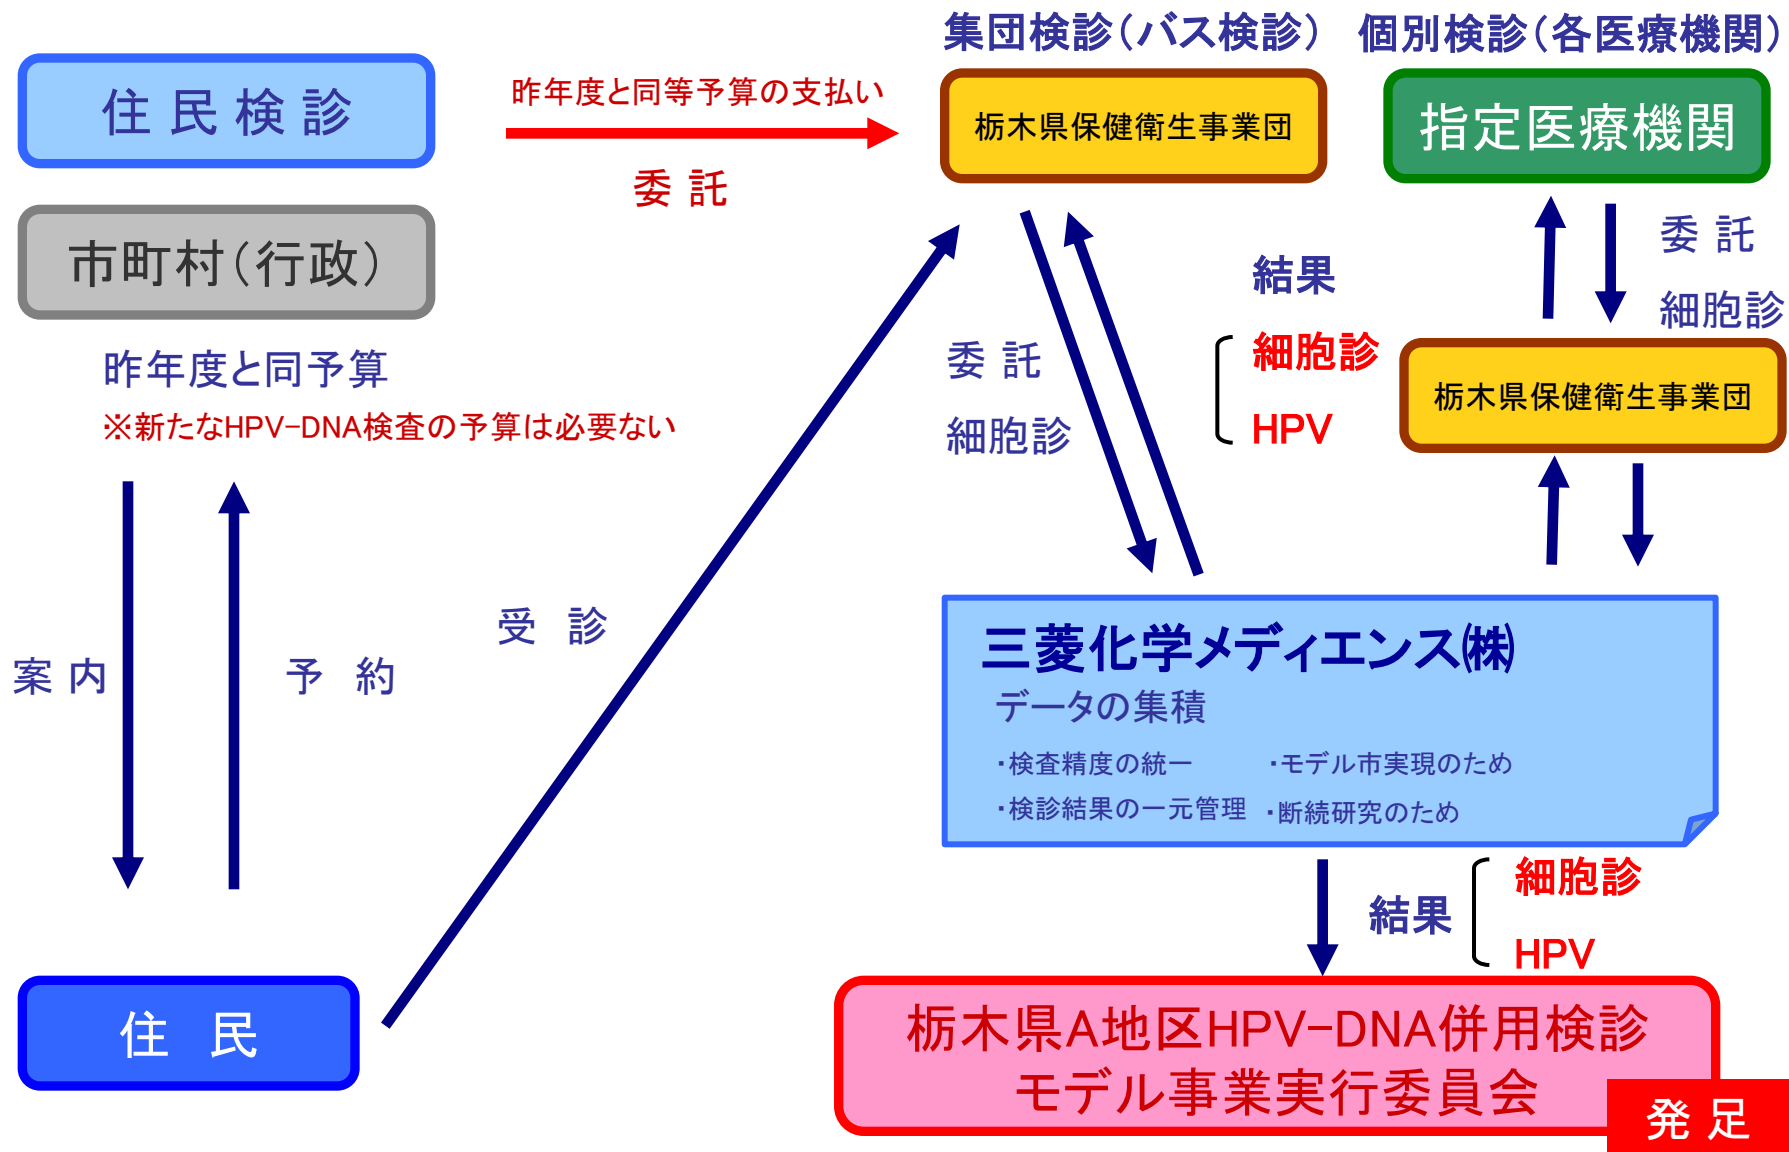 集団検診（バス検診）
個別検診（各医療機関）
住 民 検 診
昨年度と同等予算の支払い
委 託
栃木県保健衛生事業団
指定医療機関
市町村（行政）
昨年度と同予算
※新たなHPV-DNA検査の予算は必要ない
委 託
細胞診
結果
細胞診
HPV
委 託
細胞診
栃木県保健衛生事業団
案 内
予　約
受　診
三菱化学メディエンス㈱
データの集積
・検査精度の統一
・検診結果の一元管理
・モデル市実現のため
・断続研究のため
結果
細胞診
HPV
住　民
栃木県A地区HPV-DNA併用検診
モデル事業実行委員会
発 足